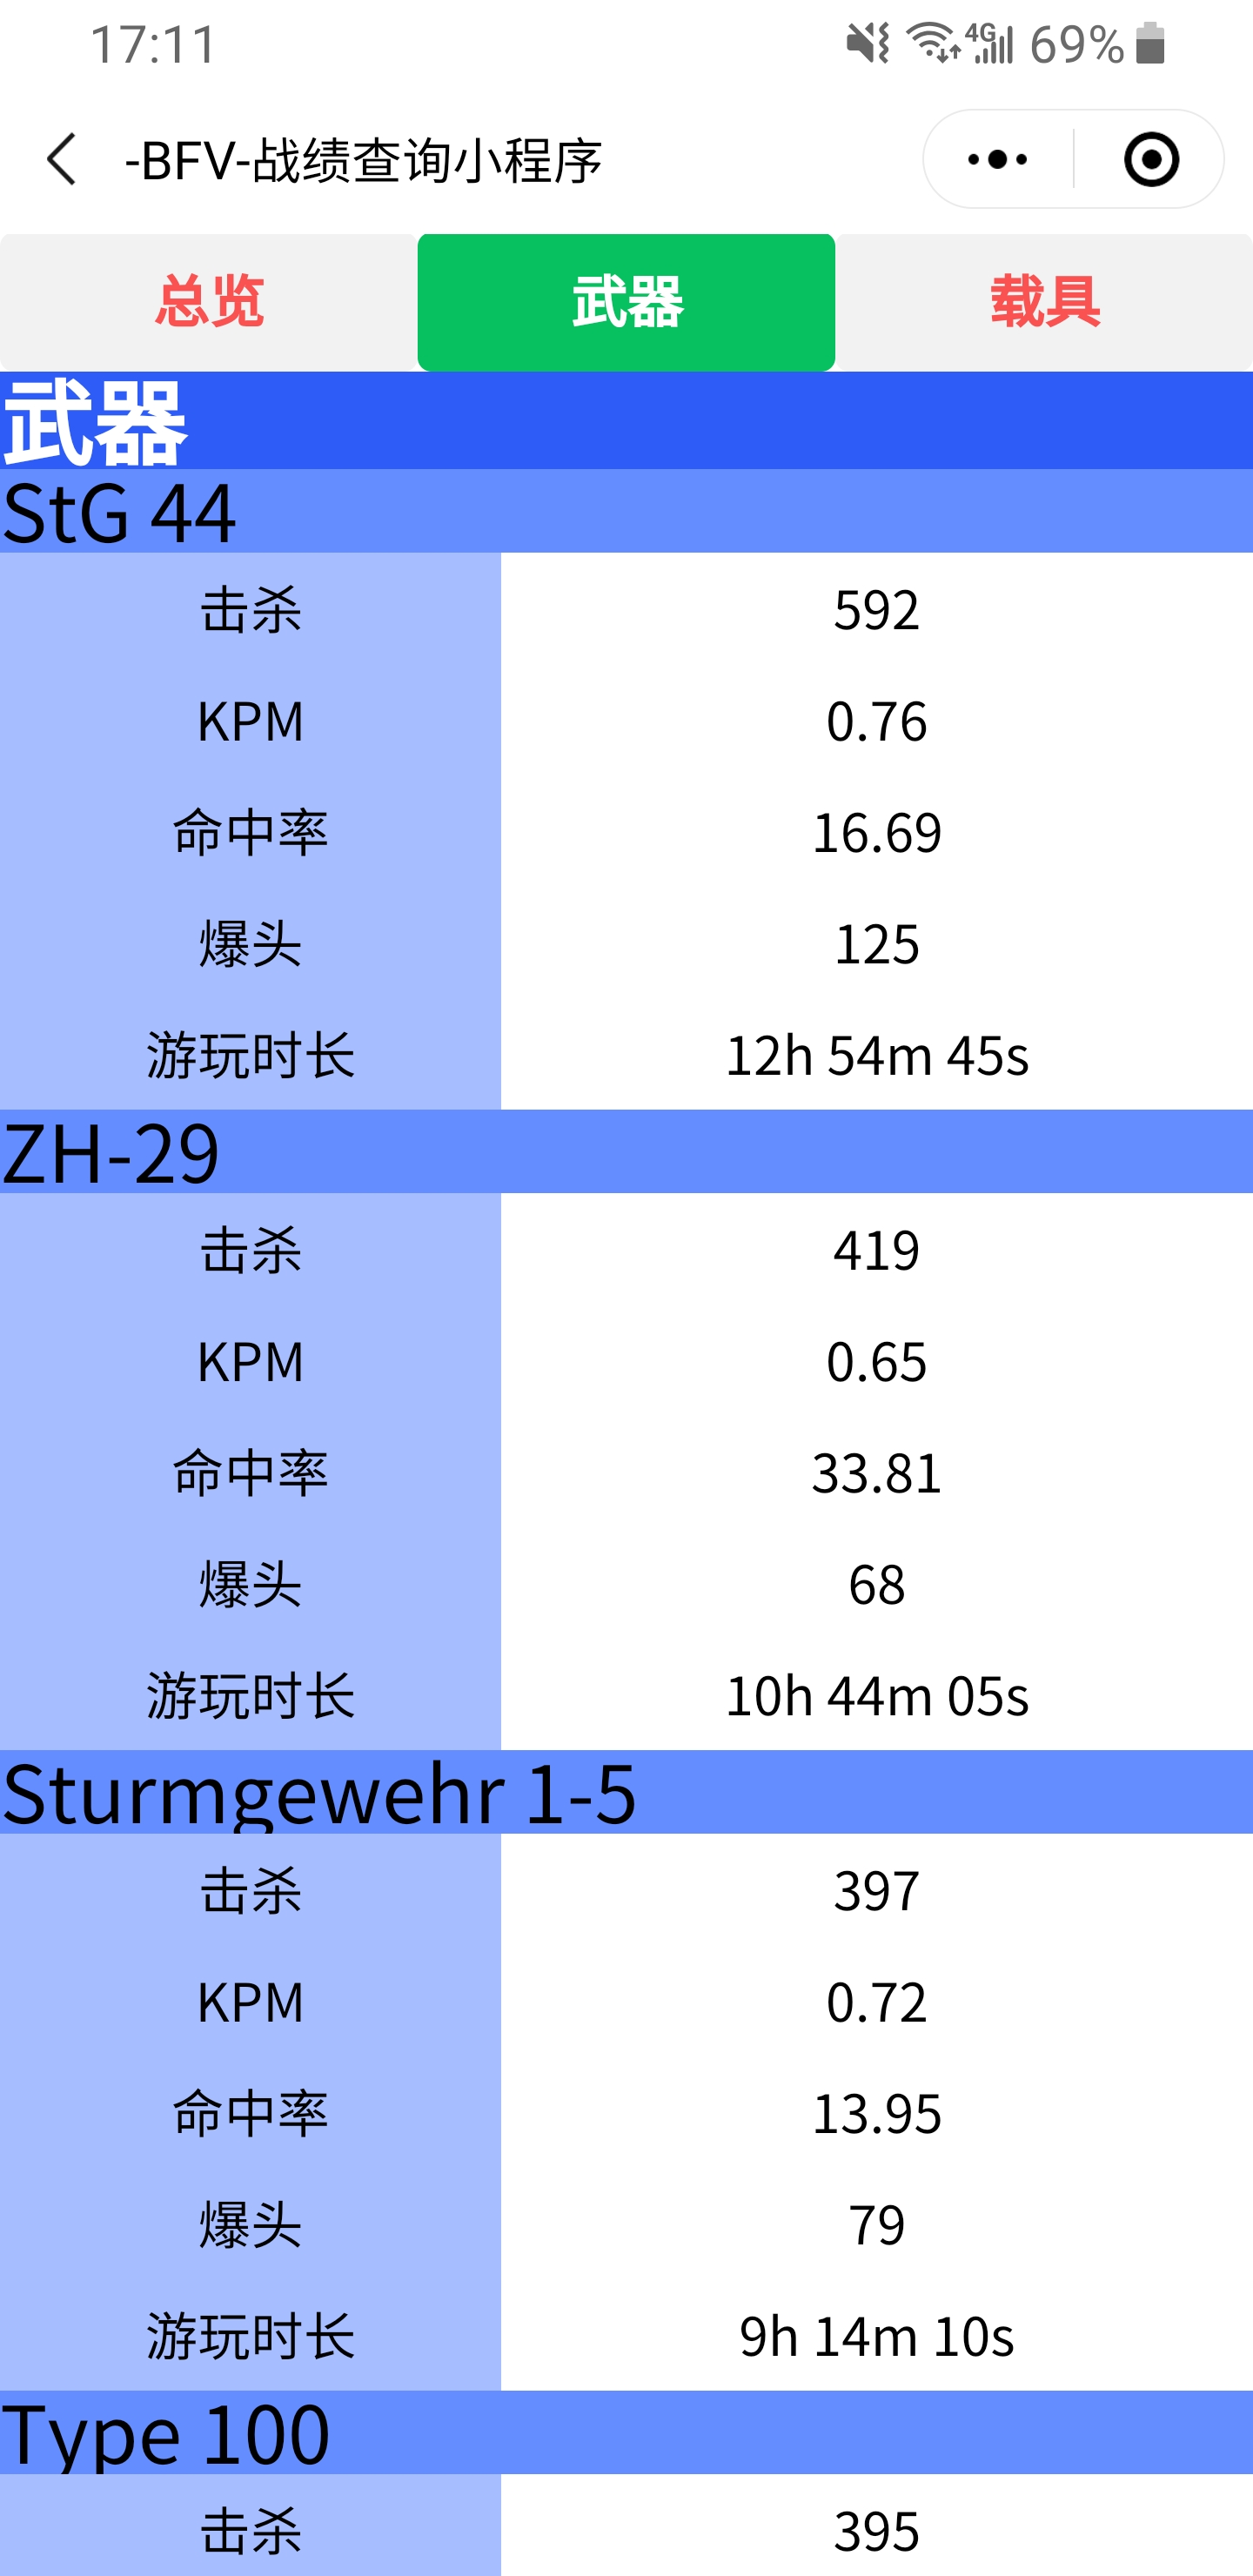 17:11
4G 69%
-BFV-战绩查询小程序
总览 武器 载具
武器
StG 44
击杀 592
KPM 0.76
命中率 16.69
爆头 125
游玩时长 12h 54m 45s
ZH-29
击杀 419
KPM 0.65
命中率 33.81
爆头 68
游玩时长 10h 44m 05s
Sturmgewehr 1-5
击杀 397
KPM 0.72
命中率 13.95
爆头 79
游玩时长 9h 14m 10s
Type 100
击杀 395